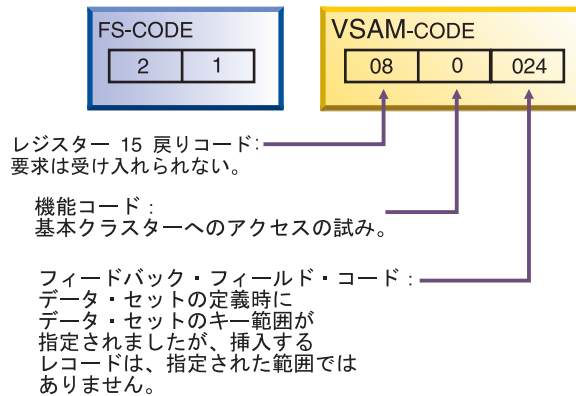 FS-CODE
2 1
VSAM-CODE
08 0 024
レジスター 15 戻りコード:
要求は受け入れられない。
機能コード :
基本クラスターへのアクセスの試み。
フィードバック・フィールド・コード :
データ・セットの定義時に
データ・セットのキー範囲が
指定されましたが、挿入する
レコードは、指定された範囲では
ありません。